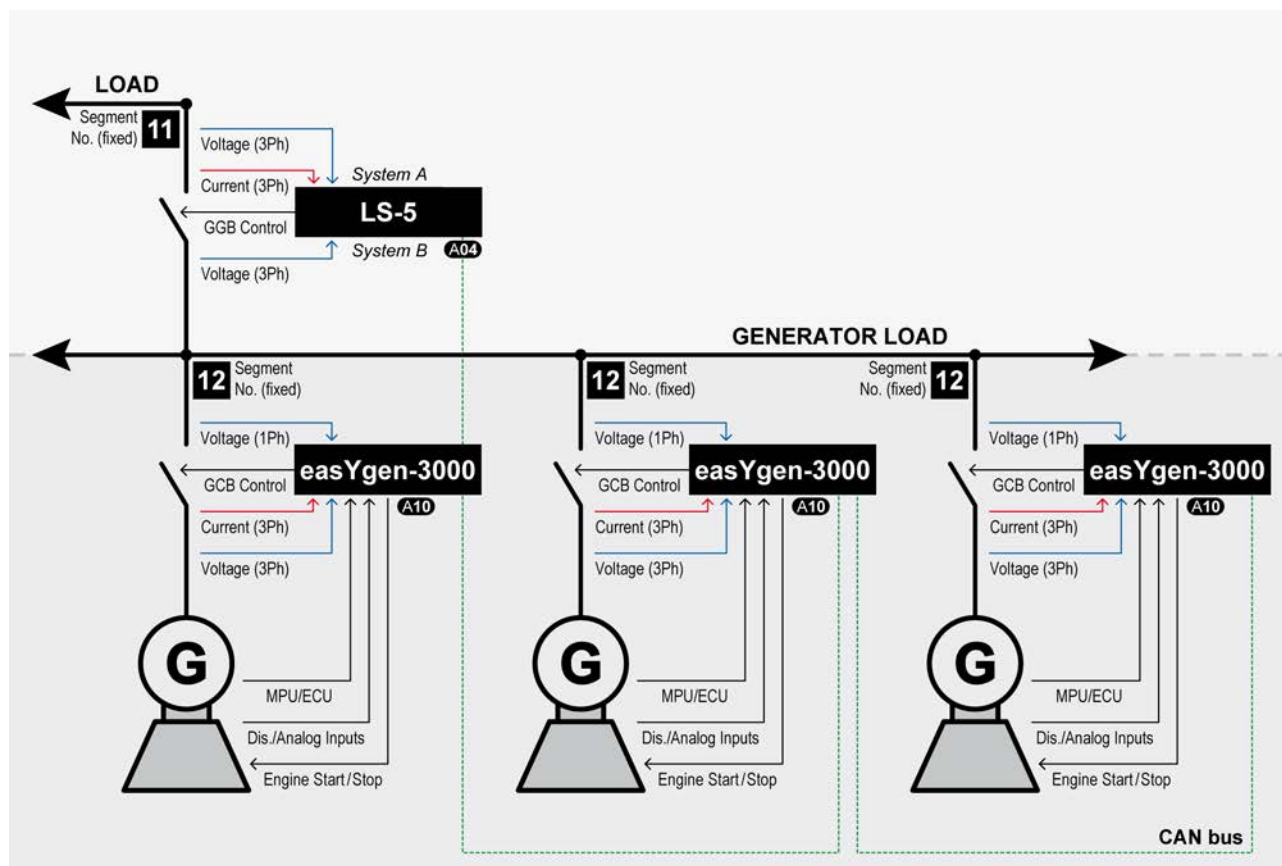 LOAD
Segment
No. (fixed)
11
Voltage (3Ph)
Current (3Ph)
System A
LS-5
GGB Control
System B
A04
Voltage (3Ph)
GENERATOR LOAD
12
Segment
No. (fixed)
12
Segment
No. (fixed)
Segment
No. (fixed)
12
Voltage (1Ph)
easYgen-3000
GCB Control
A10
Current (3Ph)
Voltage (3Ph)
Voltage (1Ph)
easYgen-3000
GCB Control
A10
Current (3Ph)
Voltage (3Ph)
Voltage (1Ph)
easYgen-3000
GCB Control
A10
Current (3Ph)
Voltage (3Ph)
G
MPU/ECU
Dis./Analog Inputs
Engine Start/Stop
G
MPU/ECU
Dis./Analog Inputs
Engine Start/Stop
G
MPU/ECU
Dis./Analog Inputs
Engine Start/Stop
CAN bus